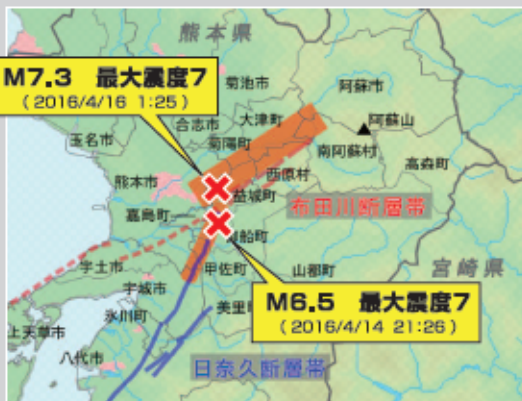 熊本県
M7.3 最大震度7
(2016/4/16 1:25)
菊池市
阿蘇市
合志市
大津町
阿蘇山
玉名市
菊陽町
南阿蘇村
高森町
西原村
熊本市
益城町
布田川断層帯
嘉島町
船町
宇土市
甲佐町
山都町
宮崎県
宇城市
美里町
M6.5 最大震度7
(2016/4/14 21:26)
氷川町
上天草市
八代市
日奈久断層帯